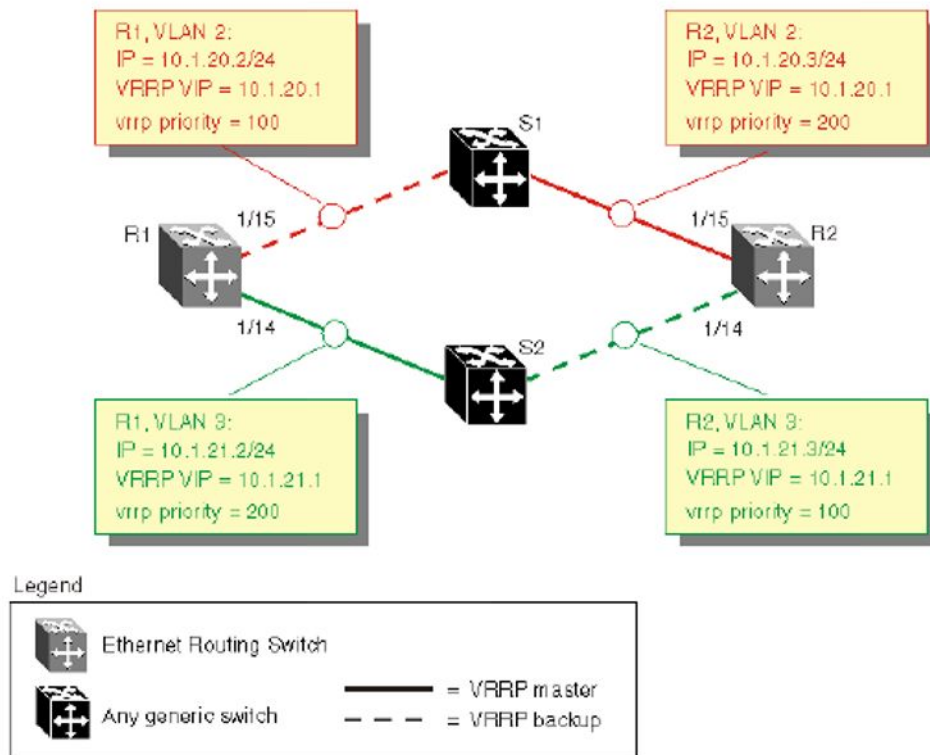 R1, VLAN 2:
IP = 10.1.20.2/24
VRRP VIP = 10.1.20.1
vrrp priority = 100
R2, VLAN 2:
IP = 10.1.20.3/24
VRRP VIP = 10.1.20.1
vrrp priority = 200
S1
1/15
1/15
R1
R2
1/14
1/14
S2
R1, VLAN 3:
IP = 10.1.21.2/24
VRRP VIP = 10.1.21.1
vrrp priority = 200
R2, VLAN 3:
IP = 10.1.21.3/24
VRRP VIP = 10.1.21.1
vrrp priority = 100
Legend
Ethernet Routing Switch
Any generic switch
= VRRP master
= VRRP backup